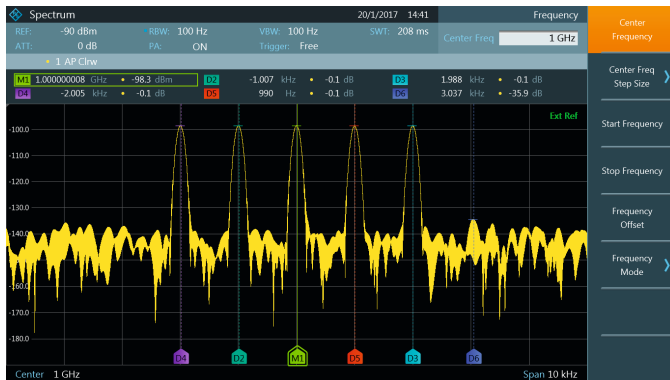 Spectrum 20/1/2017 14:41 Frequency
REF: -90 dBm RBW: 100 Hz VBW: 100 Hz SWT: 208 ms
ATT: 0 dB PA: ON Trigger: Free
Center Freq 1 GHz
1 AP Clrw
M1 1.000000008 GHz -98.3 dBm D2 -1.007 kHz -0.1 dB D3 1.988 kHz -0.1 dB
D4 -2.005 kHz -0.1 dB D5 990 Hz -0.1 dB D6 3.037 kHz -35.9 dB
Ext Ref
-100.0
-110.0
-120.0
-130.0
-140.0
-160.0
-170.0
-180.0
D4 D2 M1 D5 D3 D6
Center 1 GHz Span 10 kHz
Center
Frequency
Center Freq
Step Size
Start Frequency
Stop Frequency
Frequency
Offset
Frequency
Mode